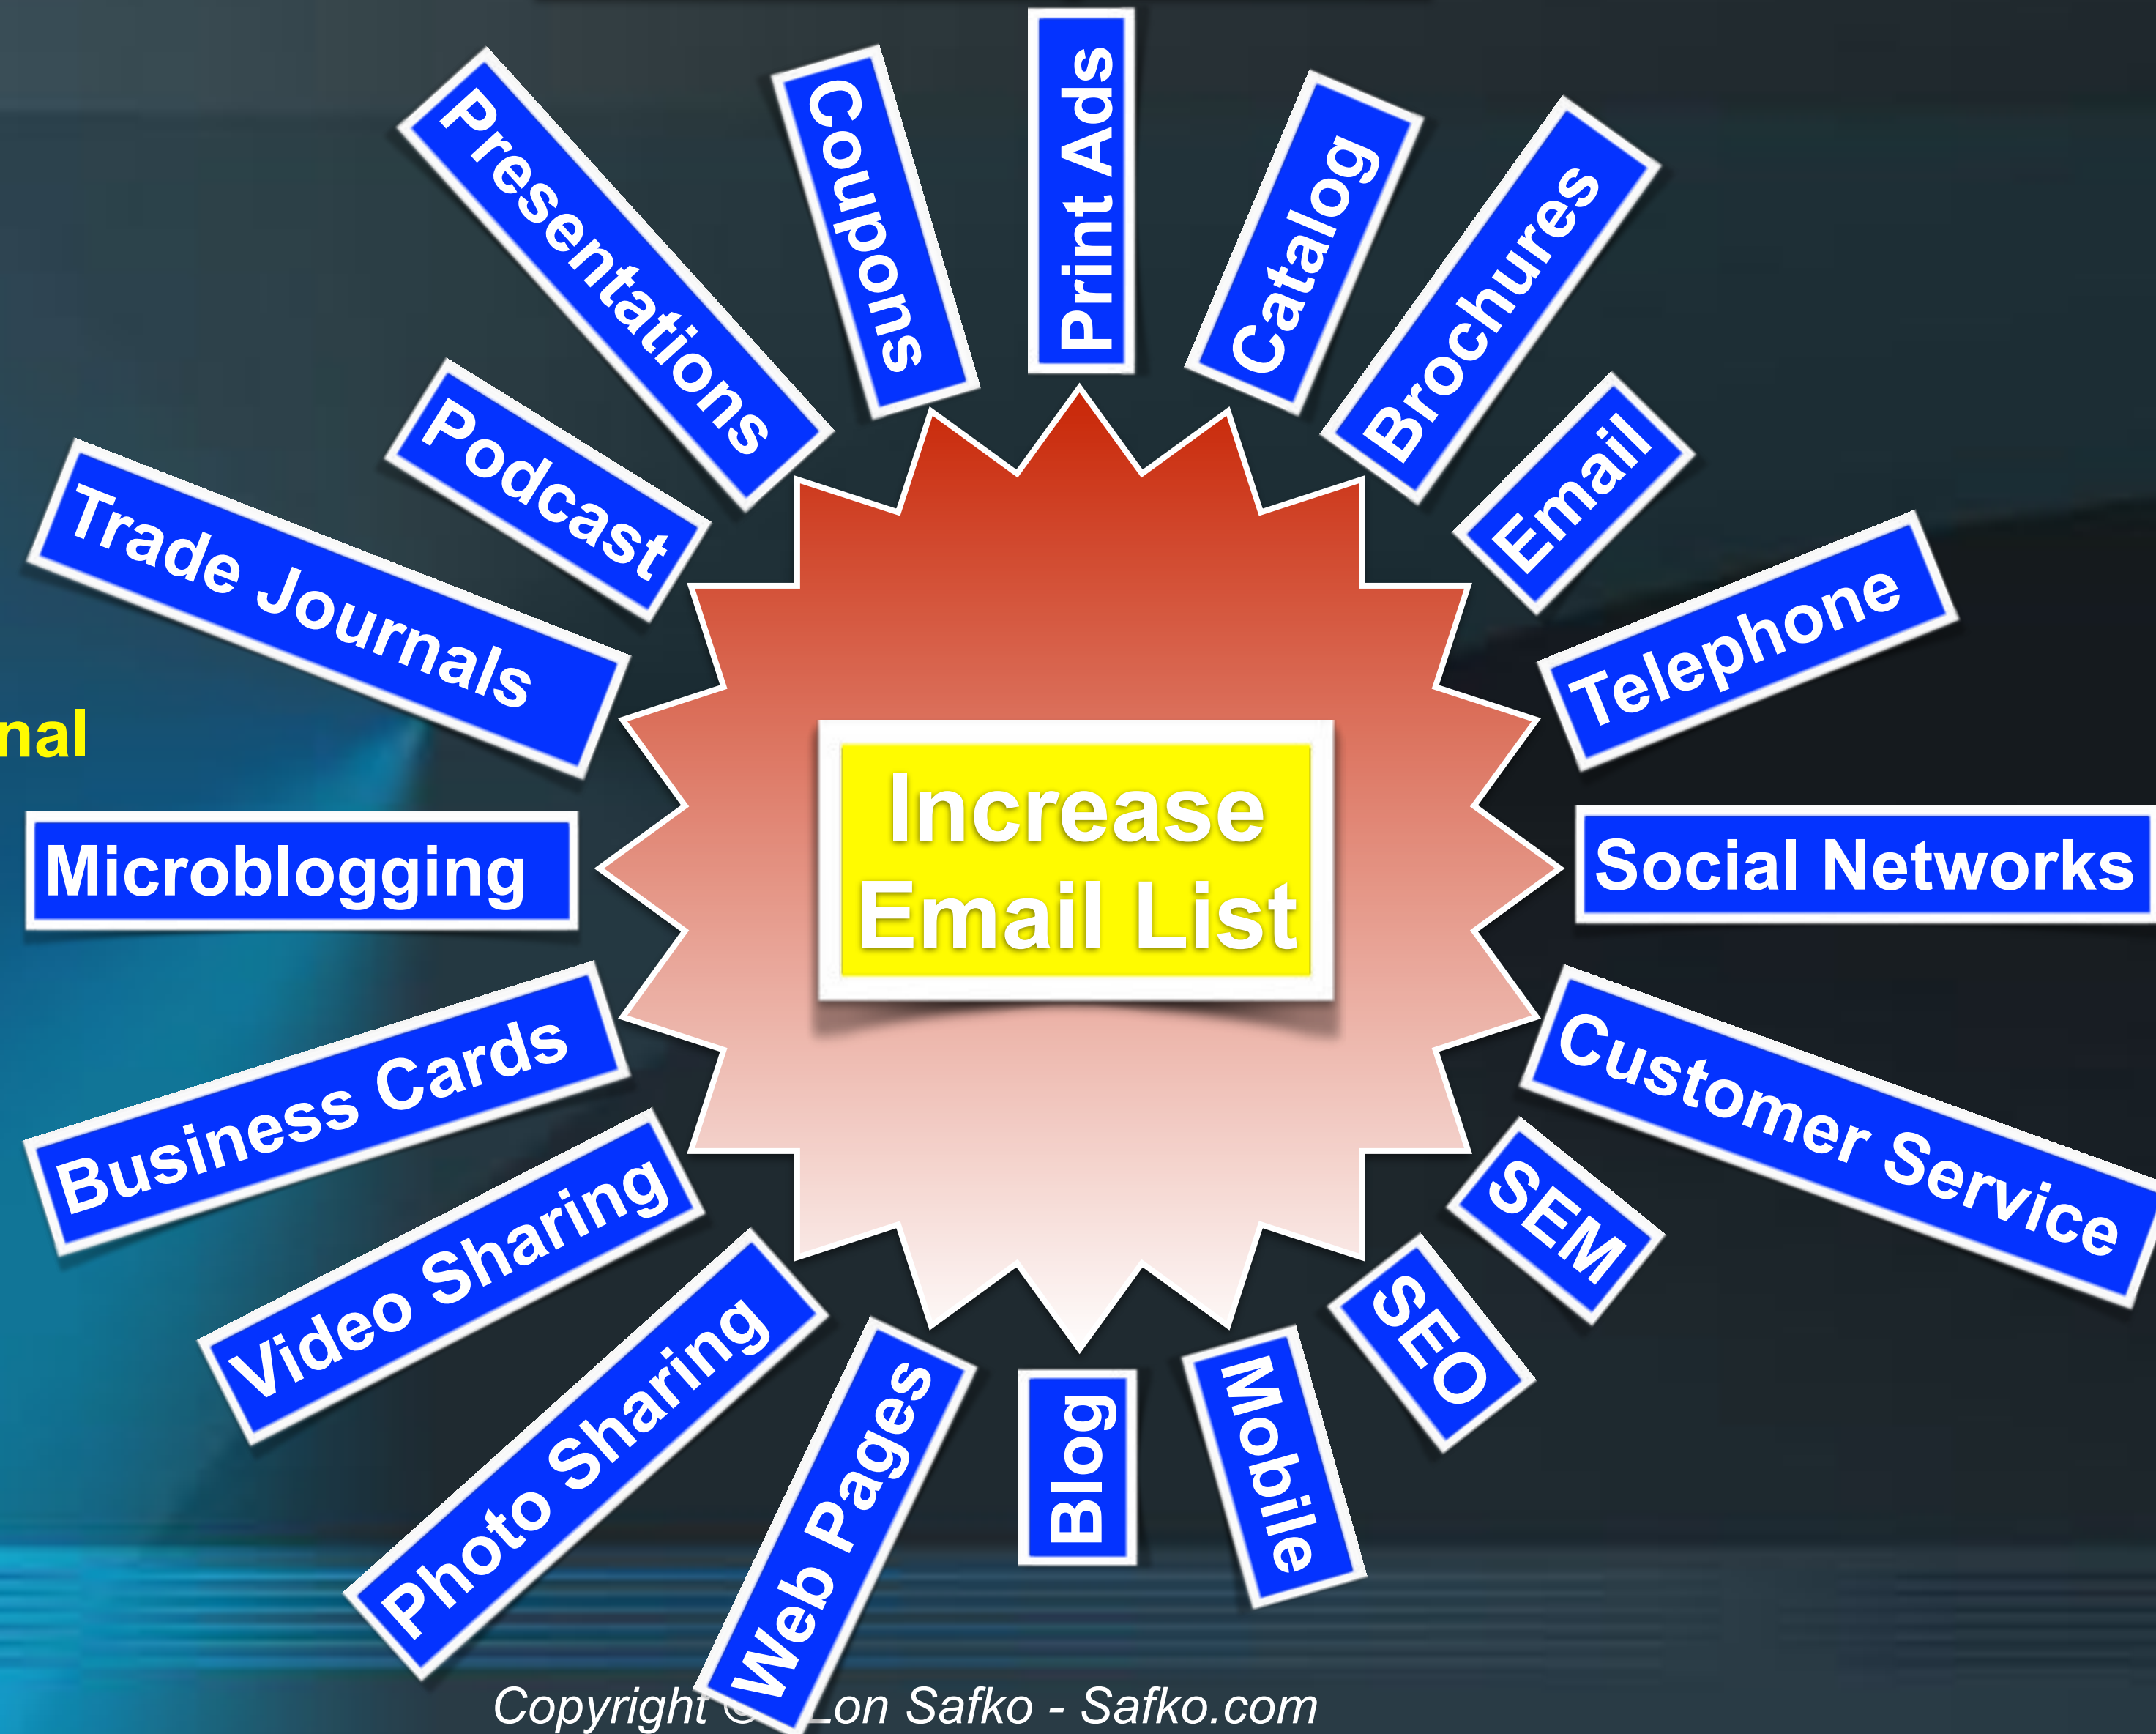 Print Ads
Catalog
Brochures
Email
Telephone
Social Networks
Customer Service
SEM
SEO
Mobile
Blog
Web Pages
Photo Sharing
Video Sharing
Business Cards
Microblogging
nal
Trade Journals
Podcast
Presentations
Coupons
Increase
Email List
Copyright © Lon Safko - Safko.com